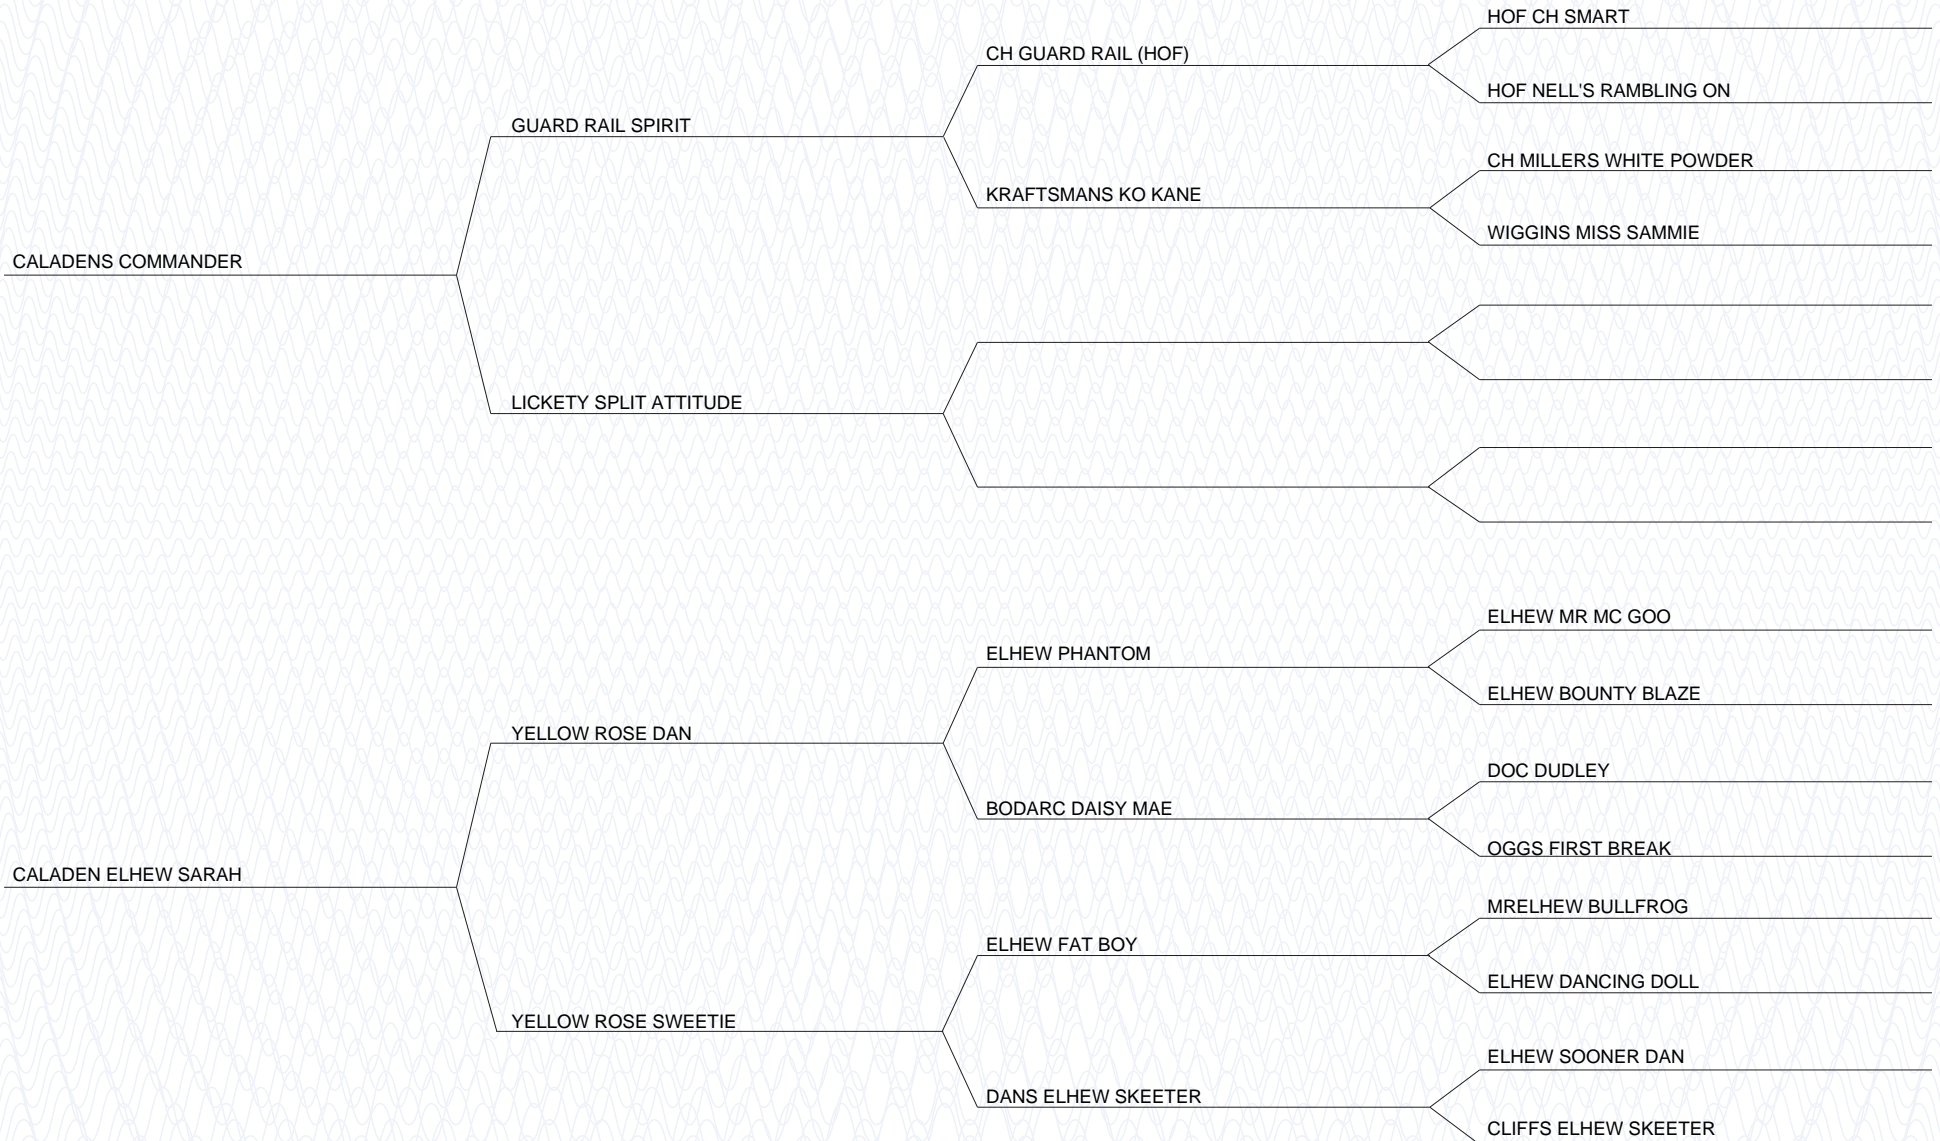 HOF CH SMART
CH GUARD RAIL (HOF)
HOF NELL'S RAMBLING ON
GUARD RAIL SPIRIT
CH MILLERS WHITE POWDER
KRAFTSMANS KO KANE
WIGGINS MISS SAMMIE
CALADENS COMMANDER
LICKETY SPLIT ATTITUDE
ELHEW MR MC GOO
ELHEW PHANTOM
ELHEW BOUNTY BLAZE
YELLOW ROSE DAN
DOC DUDLEY
BODARC DAISY MAE
OGGS FIRST BREAK
CALADEN ELHEW SARAH
MRELHEW BULLFROG
ELHEW FAT BOY
ELHEW DANCING DOLL
YELLOW ROSE SWEETIE
ELHEW SOONER DAN
DANS ELHEW SKEETER
CLIFFS ELHEW SKEETER